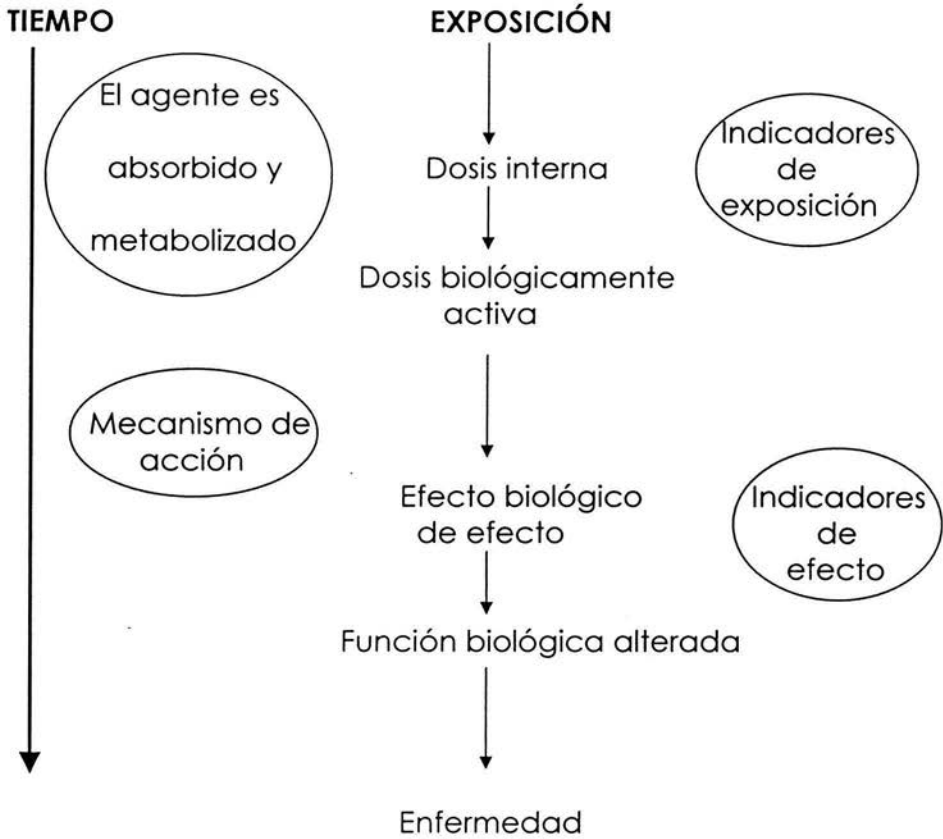 TIEMPO
EXPOSICIÓN
El agente es
absorbido y
metabolizado
Dosis interna
Indicadores
de
exposición
Dosis biológicamente
activa
Mecanismo de
acción
Efecto biológico
de efecto
Indicadores
de
efecto
Función biológica alterada
Enfermedad